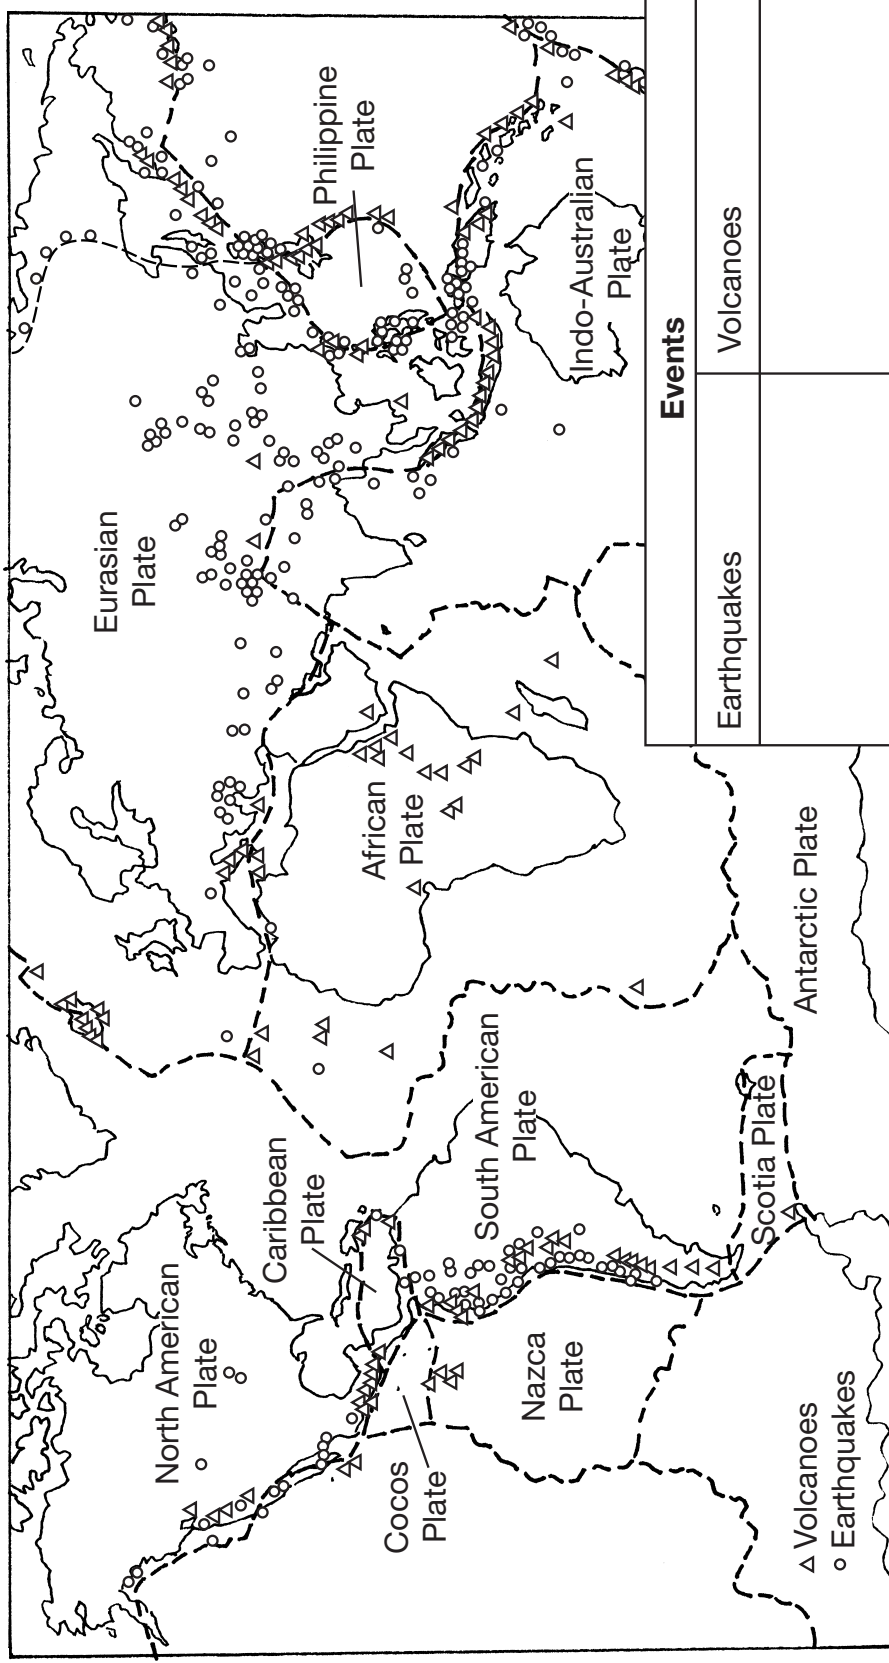 North American
Plate
Eurasian
Plate
Philippine
Plate
Caribbean
Plate
Cocos
Plate
African
Plate
Indo-Australian
Plate
South American
Plate
Nazca
Plate
Scotia Plate
Antarctic Plate
Volcanoes
Earthquakes
Events
Earthquakes
Volcanoes